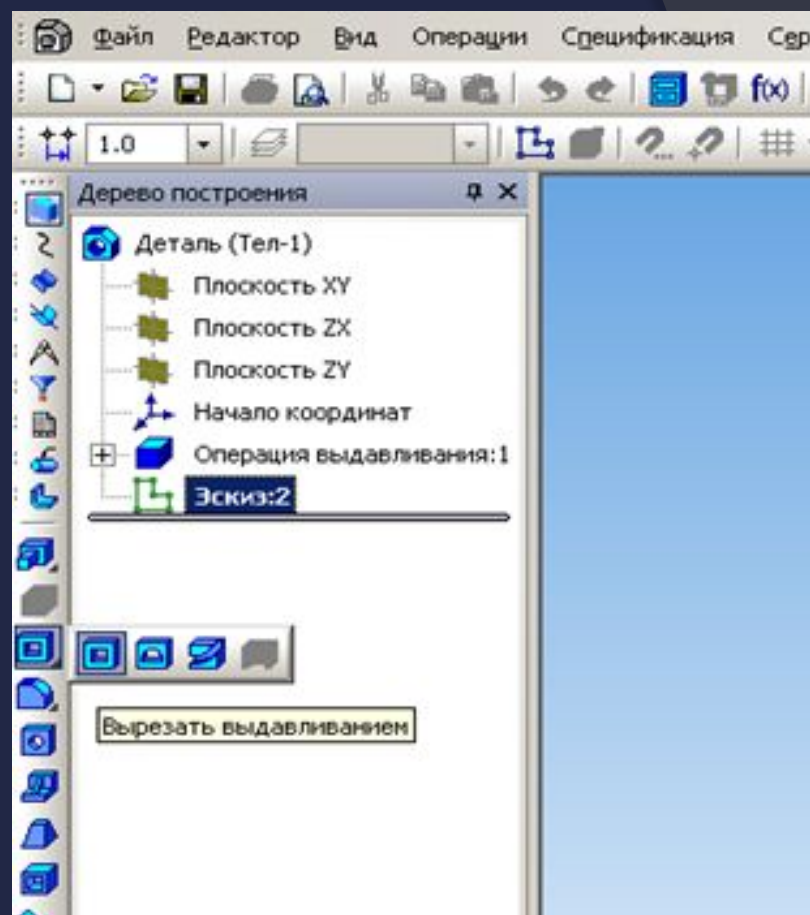 Файл Редактор Вид Операции Спецификация Сер
f(x)
1.0
Дерево построения
Деталь (Тел-1)
Плоскость XY
Плоскость ZX
Плоскость ZY
Начало координат
Операция выдавливания:1
Эскиз:2
Вырезать выдавливанием